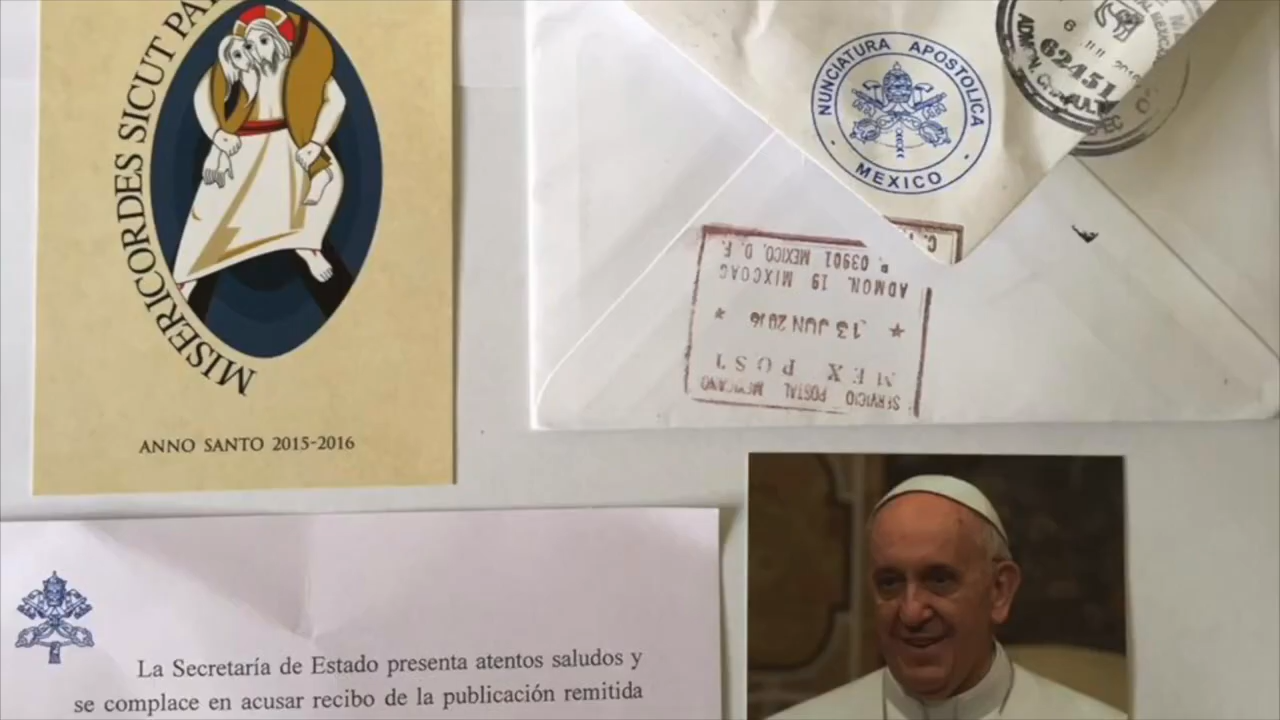 MISERICORDES SICUT
ANNO SANTO 2015-2016
NUNCIATURA APOSTOLICA
MEXICO
62451
SERVICIO POSTAL MEXICANO
MEX POST
* 13 JUN 2016 *
ADMON. 19 MIXCOAC
P. 03901 MEXICO, D. F.
La Secretaría de Estado presenta atentos saludos y
se complace en acusar recibo de la publicación remitida